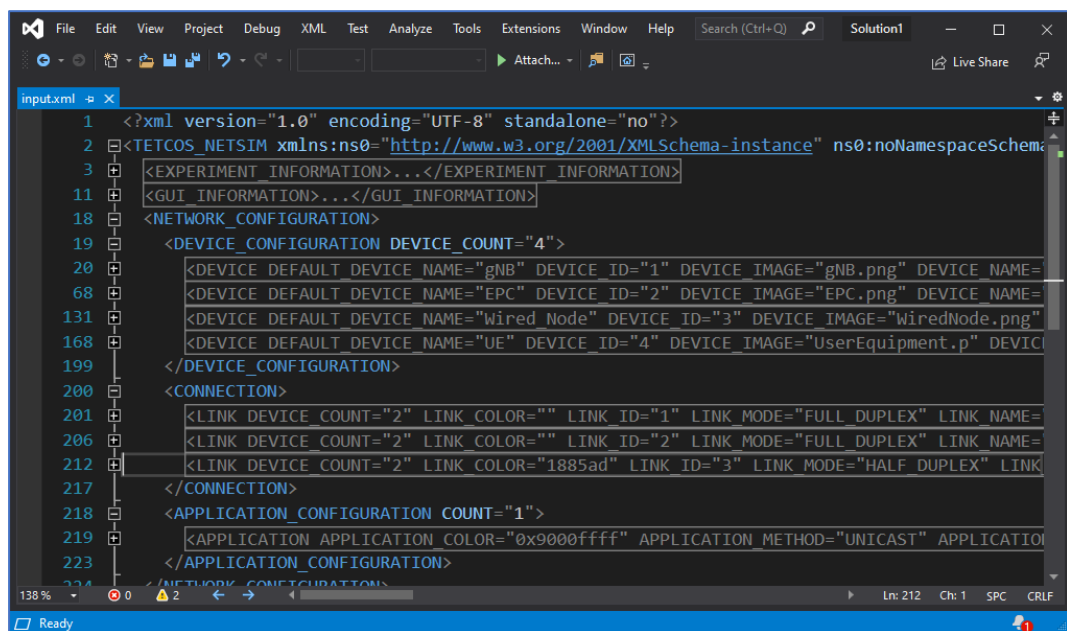 File Edit View Project Debug XML Test Analyze Tools Extensions Window Help Search (Ctrl+Q) Solution1
Attach... Live Share
input.xml
1 <?xml version="1.0" encoding="UTF-8" standalone="no"?>
2 <TETCOS_NETSIM xmlns:ns0="http://www.w3.org/2001/XMLSchema-instance" ns0:noNamespaceSchema
3 <EXPERIMENT_INFORMATION>...</EXPERIMENT_INFORMATION>
11 <GUI_INFORMATION>...</GUI_INFORMATION>
18 <NETWORK_CONFIGURATION>
19 <DEVICE_CONFIGURATION DEVICE_COUNT="4">
20 <DEVICE DEFAULT_DEVICE_NAME="gNB" DEVICE_ID="1" DEVICE_IMAGE="gNB.png" DEVICE_NAME="
68 <DEVICE DEFAULT_DEVICE_NAME="EPC" DEVICE_ID="2" DEVICE_IMAGE="EPC.png" DEVICE_NAME=
131 <DEVICE DEFAULT_DEVICE_NAME="Wired_Node" DEVICE_ID="3" DEVICE_IMAGE="WiredNode.png"
168 <DEVICE DEFAULT_DEVICE_NAME="UE" DEVICE_ID="4" DEVICE_IMAGE="UserEquipment.p" DEVIC
199 </DEVICE_CONFIGURATION>
200 <CONNECTION>
201 <LINK DEVICE_COUNT="2" LINK_COLOR="" LINK_ID="1" LINK_MODE="FULL_DUPLEX" LINK_NAME="
206 <LINK DEVICE_COUNT="2" LINK_COLOR="" LINK_ID="2" LINK_MODE="FULL_DUPLEX" LINK_NAME="
212 <LINK DEVICE_COUNT="2" LINK_COLOR="1885ad" LINK_ID="3" LINK_MODE="HALF_DUPLEX" LINK
217 </CONNECTION>
218 <APPLICATION_CONFIGURATION COUNT="1">
219 <APPLICATION APPLICATION_COLOR="0x9000ffff" APPLICATION_METHOD="UNICAST" APPLICATIO
223 </APPLICATION_CONFIGURATION>
224 </NETWORK_CONFIGURATION>
138 % 0 2 Ln: 212 Ch: 1 SPC CRLF
Ready 1